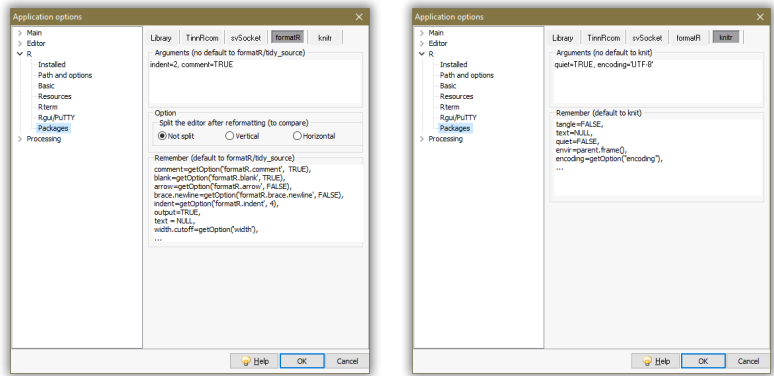 Application options
Main
Editor
R
Installed
Path and options
Basic
Resources
Rterm
Rgui/PuTTY
Packages
Processing
Library TinnRcom svSocket formatR knitr
Arguments (no default to formatR/tidy_source)
indent=2, comment=TRUE
Option
Split the editor after reformatting (to compare)
Not split Vertical Horizontal
Remember (default to formatR/tidy_source)
comment=getOption('formatR.comment', TRUE),
blank=getOption('formatR.blank', TRUE),
arrow=getOption('formatR.arrow', FALSE),
brace.newline=getOption('formatR.brace.newline', FALSE),
indent=getOption('formatR.indent', 4),
output=TRUE,
text = NULL,
width.cutoff=getOption('width'),
...
Help OK Cancel
Application options
Main
Editor
R
Installed
Path and options
Basic
Resources
Rterm
Rgui/PuTTY
Packages
Processing
Library TinnRcom svSocket formatR knitr
Arguments (no default to knit)
quiet=TRUE, encoding='UTF-8'
Remember (default to knit)
tangle=FALSE,
text=NULL,
quiet=FALSE,
envir=parent.frame(),
encoding=getOption("encoding"),
...
Help OK Cancel